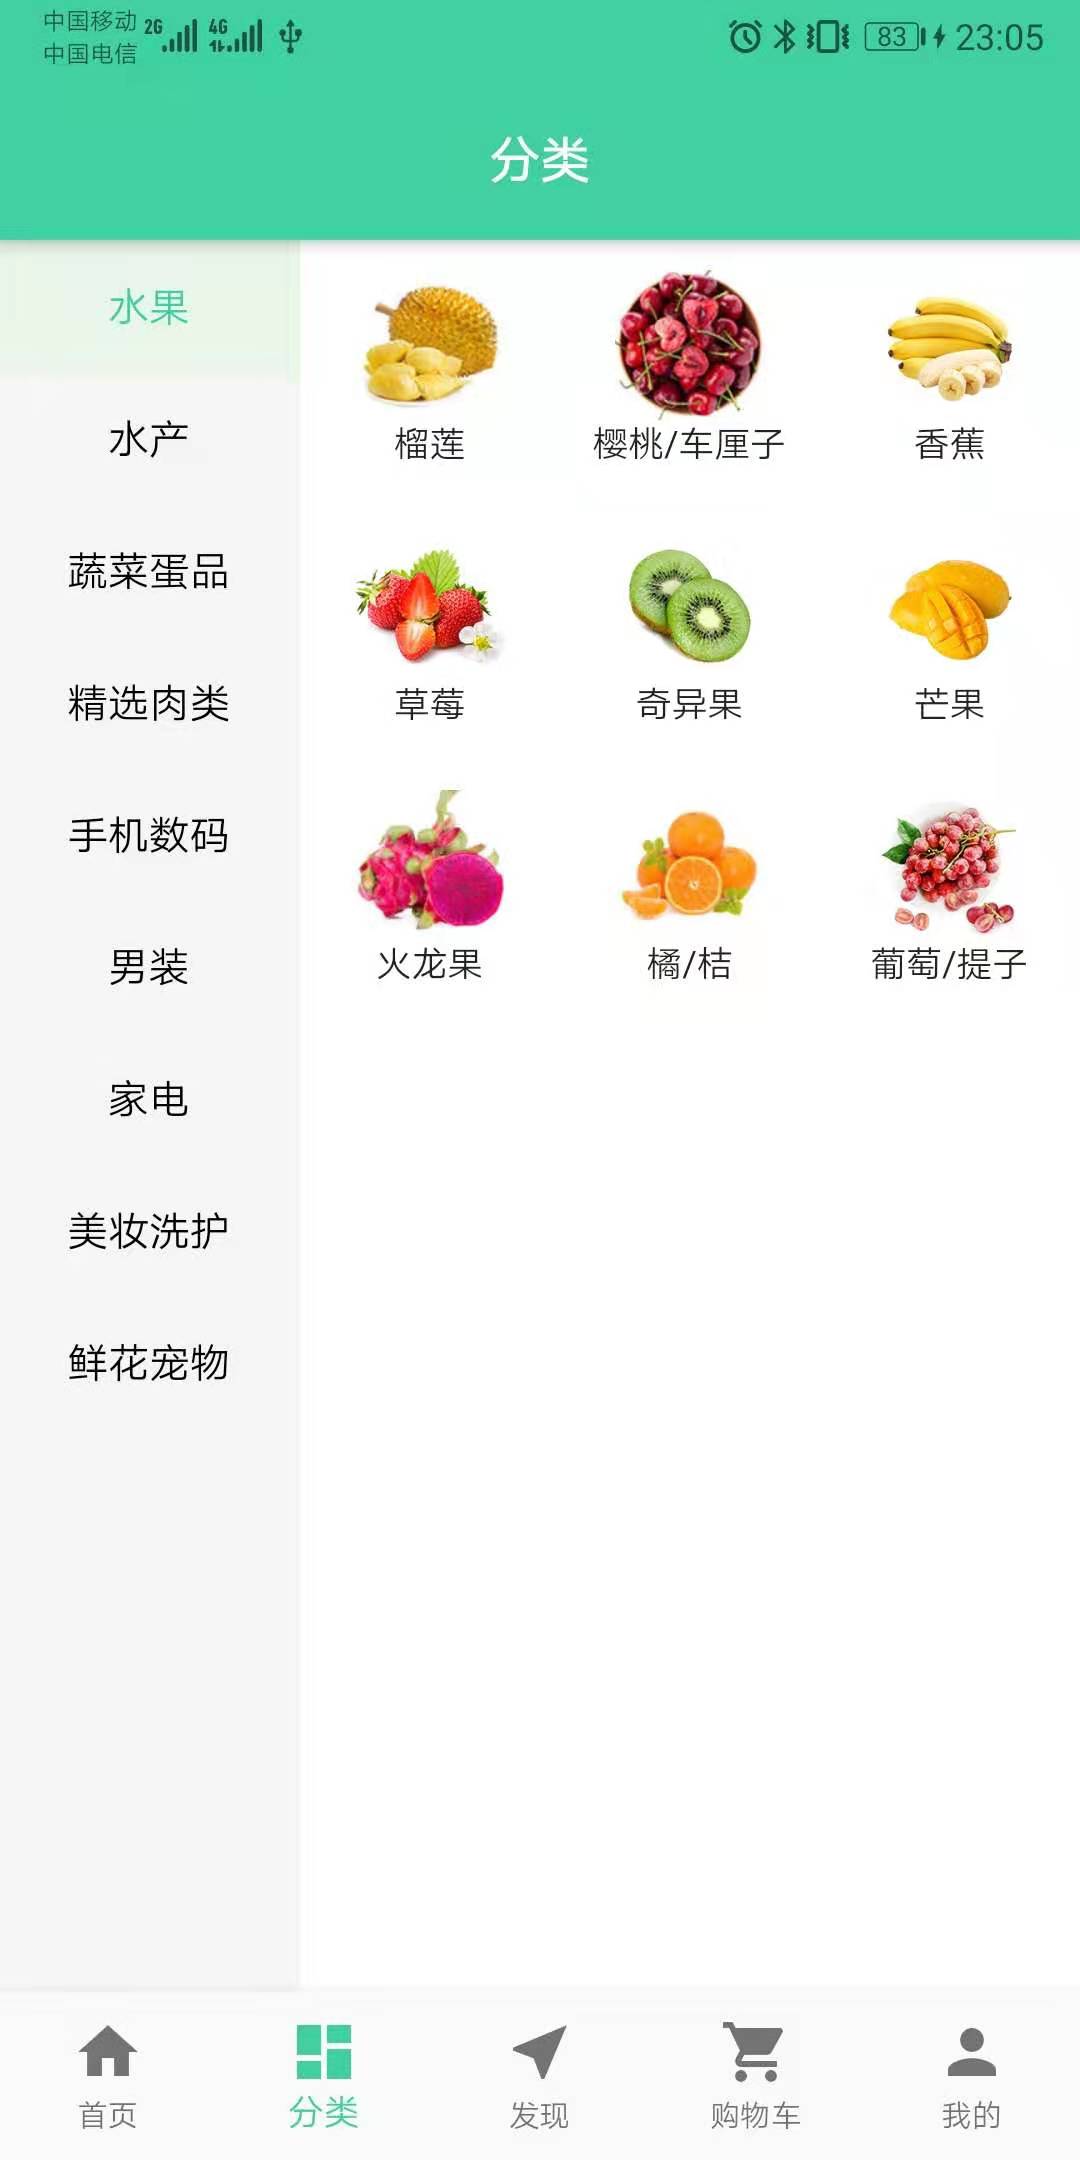 中国移动 2G 4G
中国电信
83 23:05
分类
水果
水产
蔬菜蛋品
精选肉类
手机数码
男装
家电
美妆洗护
鲜花宠物
榴莲 樱桃/车厘子 香蕉
草莓 奇异果 芒果
火龙果 橘/桔 葡萄/提子
首页 分类 发现 购物车 我的